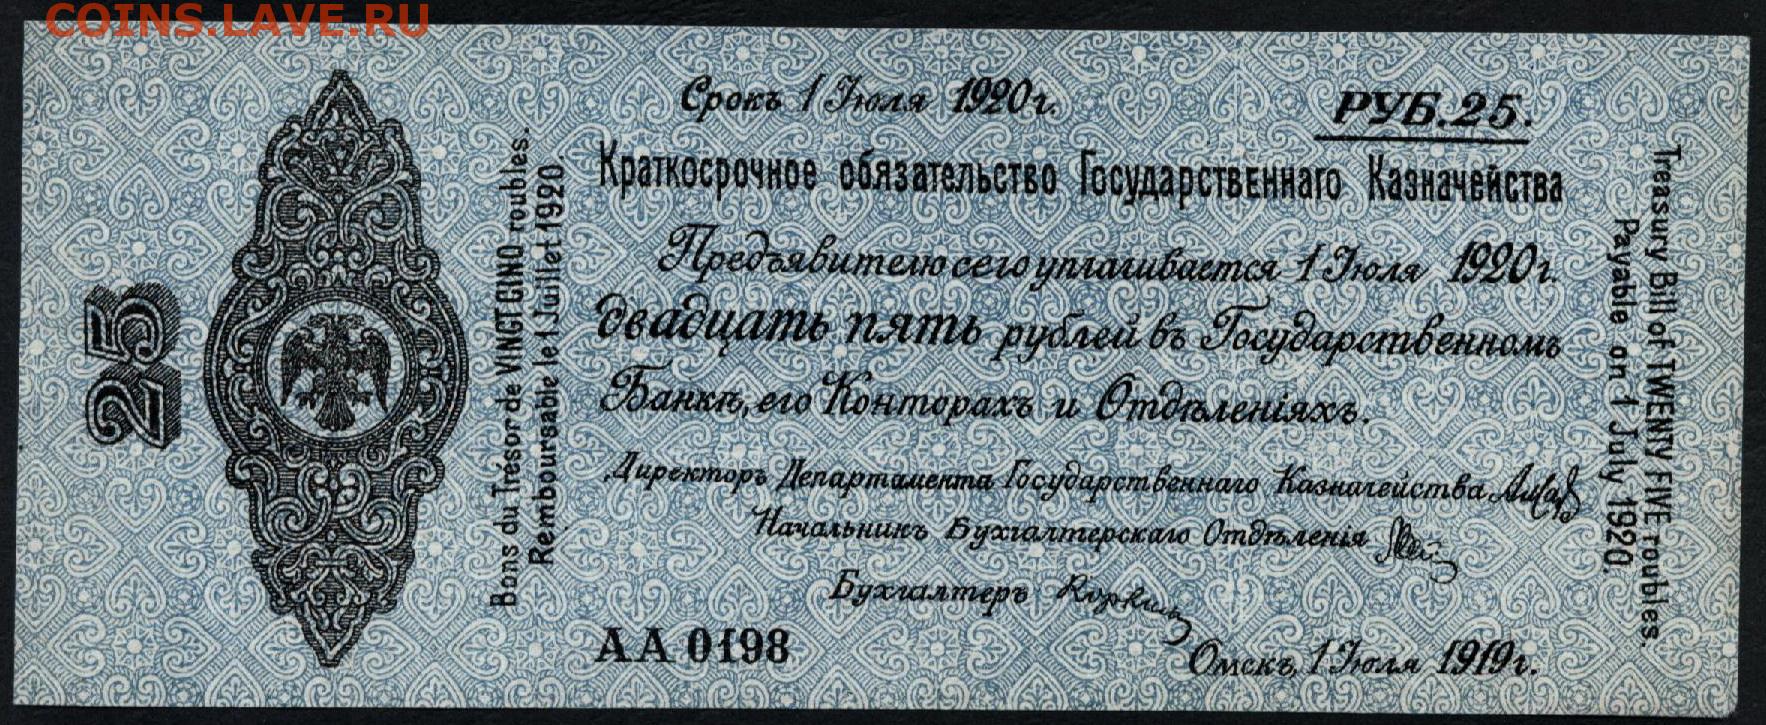 COINS.LAVE.RU
25
Bons du Trésor de VINGT CINQ roubles.
Remboursable le 1 Juillet 1920.
Срокъ 1 Іюля 1920 г.
РУБ. 25.
Краткосрочное обязательство Государственнаго Казначейства
Предъявителю сего уплачивается 1 Іюля 1920 г.
двадцать пять рублей въ Государственномъ
Банкѣ, его Конторахъ и Отдѣленіяхъ.
Директоръ Департамента Государственнаго Казначейства
Начальникъ Бухгалтерскаго Отдѣленія
Бухгалтеръ
АА 0198
Омскъ, 1 Іюля 1919 г.
Treasury Bill of TWENTY FIVE roubles.
Payable on 1 July 1920.